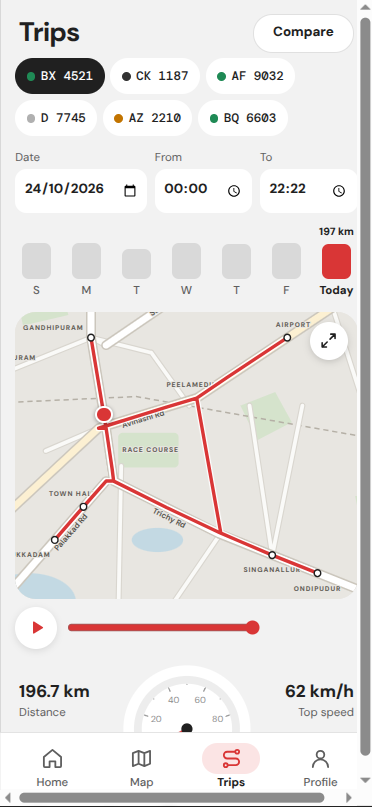 Trips
Compare
BX 4521
CK 1187
AF 9032
D 7745
AZ 2210
BQ 6603
Date
From
To
24/10/2026
00:00
22:22
197 km
S
M
T
W
T
F
Today
GANDHIPURAM
AIRPORT
URAM
PEELAMEDU
Avinashi Rd
RACE COURSE
TOWN HAL
Trichy Rd
Palakkad Rd
KKADAM
SINGANALLUR
ONDIPUDUR
196.7 km
Distance
40
60
20
80
62 km/h
Top speed
Home
Map
Trips
Profile